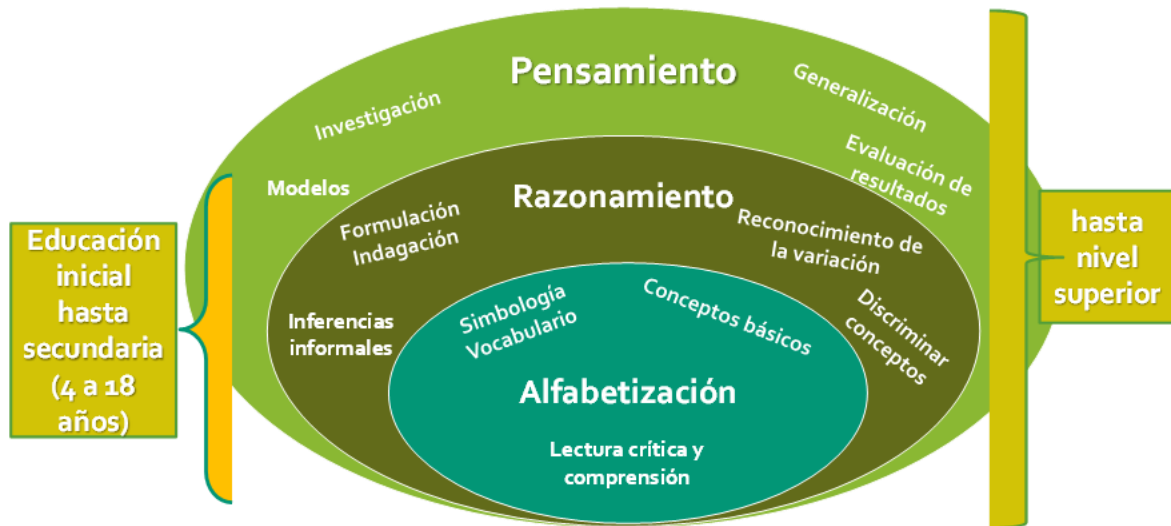 Pensamiento
Investigación
Generalización
Evaluación de
resultados
Modelos
Razonamiento
Formulación
Indagación
Reconocimiento de
la variación
Inferencias
informales
Discriminar
conceptos
Simbología
Vocabulario
Conceptos básicos
Alfabetización
Lectura crítica y
comprensión
Educación
inicial
hasta
secundaria
(4 a 18
años)
hasta
nivel
superior